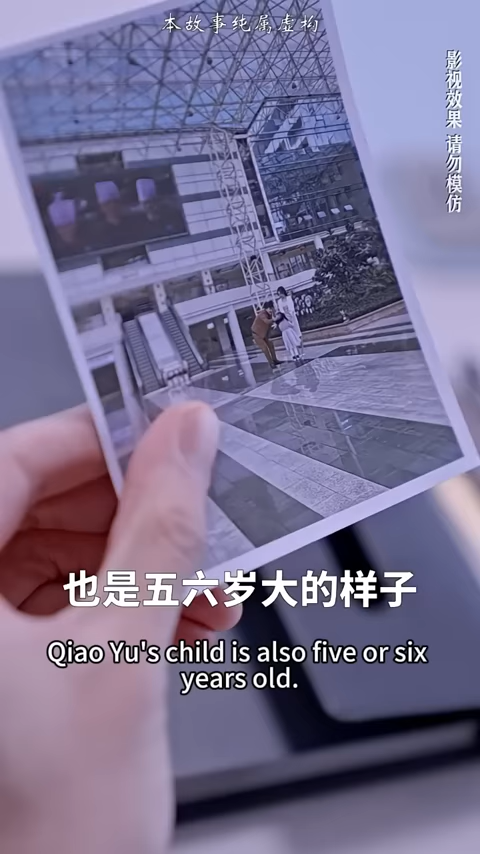 本故事纯属虚构
影视效果 请勿模仿
也是五六岁大的样子
Qiao Yu's child is also five or six
years old.